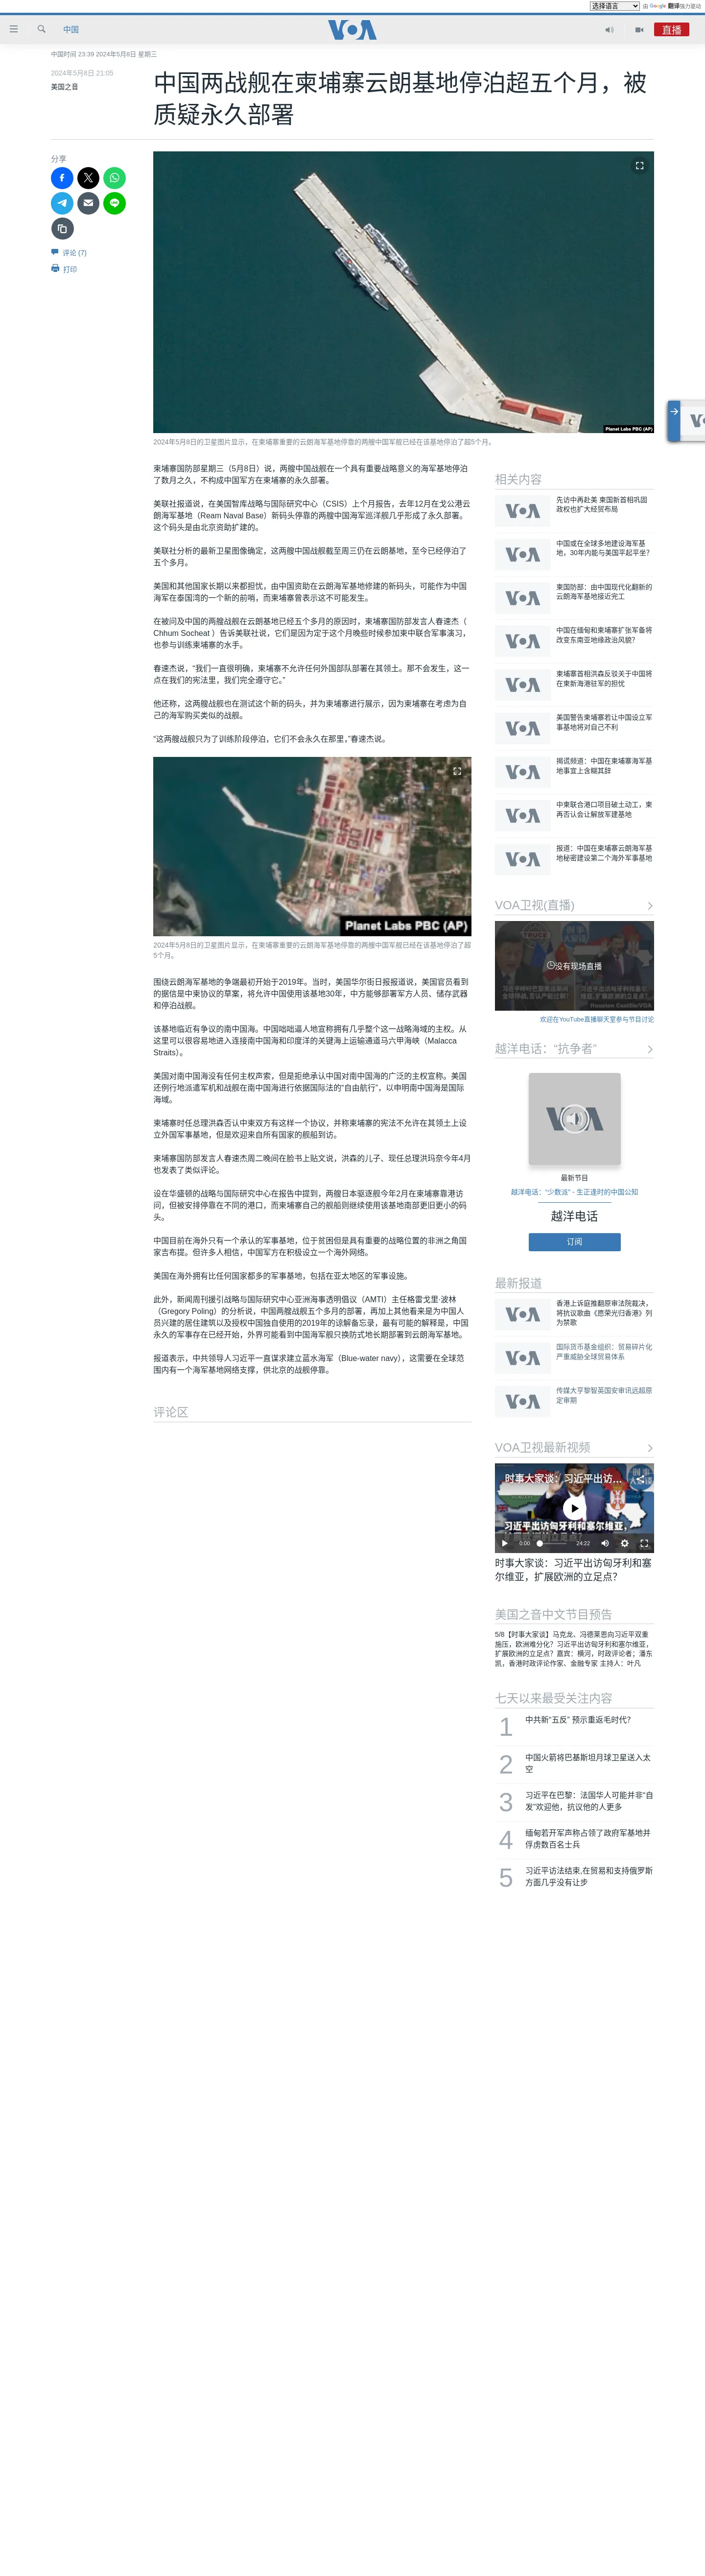 选择语言 由 Google 翻译强力驱动
中国 VOA 直播
中国时间 23:39 2024年5月8日 星期三
2024年5月8日 21:05
美国之音
中国两战舰在柬埔寨云朗基地停泊超五个月，被
质疑永久部署
分享
评论 (7)
打印
Planet Labs PBC (AP)
2024年5月8日的卫星图片显示，在柬埔寨重要的云朗海军基地停靠的两艘中国军舰已经在该基地停泊了超5个月。
柬埔寨国防部星期三（5月8日）说，两艘中国战舰在一个具有重要战略意义的海军基地停泊
了数月之久，不构成中国军方在柬埔寨的永久部署。
美联社报道说，在美国智库战略与国际研究中心（CSIS）上个月报告，去年12月在戈公港云
朗海军基地（Ream Naval Base）新码头停靠的两艘中国海军巡洋舰几乎形成了永久部署。
这个码头是由北京资助扩建的。
美联社分析的最新卫星图像确定，这两艘中国战舰截至周三仍在云朗基地，至今已经停泊了
五个多月。
美国和其他国家长期以来都担忧，由中国资助在云朗海军基地修建的新码头，可能作为中国
海军在泰国湾的一个新的前哨，而柬埔寨曾表示这不可能发生。
在被问及中国的两艘战舰在云朗基地已经五个多月的原因时，柬埔寨国防部发言人春速杰（
Chhum Socheat ）告诉美联社说，它们是因为定于这个月晚些时候参加柬中联合军事演习，
也参与训练柬埔寨的水手。
春速杰说，“我们一直很明确，柬埔寨不允许任何外国部队部署在其领土。那不会发生，这一
点在我们的宪法里，我们完全遵守它。”
他还称，这两艘战舰也在测试这个新的码头，并为柬埔寨进行展示，因为柬埔寨在考虑为自
己的海军购买类似的战舰。
“这两艘战舰只为了训练阶段停泊，它们不会永久在那里，”春速杰说。
Planet Labs PBC (AP)
2024年5月8日的卫星图片显示，在柬埔寨重要的云朗海军基地停靠的两艘中国军舰已经在该基地停泊了超
5个月。
围绕云朗海军基地的争端最初开始于2019年。当时，美国华尔街日报报道说，美国官员看到
的据信是中柬协议的草案，将允许中国使用该基地30年，中方能够部署军方人员、储存武器
和停泊战舰。
该基地临近有争议的南中国海。中国咄咄逼人地宣称拥有几乎整个这一战略海域的主权。从
这里可以很容易地进入连接南中国海和印度洋的关键海上运输通道马六甲海峡（Malacca
Straits）。
美国对南中国海没有任何主权声索，但是拒绝承认中国对南中国海的广泛的主权宣称。美国
还例行地派遣军机和战舰在南中国海进行依据国际法的“自由航行”，以申明南中国海是国际
海域。
柬埔寨时任总理洪森否认中柬双方有这样一个协议，并称柬埔寨的宪法不允许在其领土上设
立外国军事基地，但是欢迎来自所有国家的舰船到访。
柬埔寨国防部发言人春速杰周二晚间在脸书上贴文说，洪森的儿子、现任总理洪玛奈今年4月
也发表了类似评论。
设在华盛顿的战略与国际研究中心在报告中提到，两艘日本驱逐舰今年2月在柬埔寨靠港访
问，但被安排停靠在不同的港口，而柬埔寨自己的舰船则继续使用该基地南部更旧更小的码
头。
中国目前在海外只有一个承认的军事基地，位于贫困但是具有重要的战略位置的非洲之角国
家吉布提。但许多人相信，中国军方在积极设立一个海外网络。
美国在海外拥有比任何国家都多的军事基地，包括在亚太地区的军事设施。
此外，新闻周刊援引战略与国际研究中心亚洲海事透明倡议（AMTI）主任格雷戈里·波林
（Gregory Poling）的分析说，中国两艘战舰五个多月的部署，再加上其他看来是为中国人
员兴建的居住建筑以及授权中国独自使用的2019年的谅解备忘录，最有可能的解释是，中国
永久的军事存在已经开始，外界可能看到中国海军舰只换防式地长期部署到云朗海军基地。
报道表示，中共领导人习近平一直谋求建立蓝水海军（Blue-water navy），这需要在全球范
围内有一个海军基地网络支撑，供北京的战舰停靠。
评论区
相关内容
先访中再赴美 柬国新首相巩固
政权也扩大经贸布局
中国或在全球多地建设海军基
地，30年内能与美国平起平坐？
柬国防部：由中国现代化翻新的
云朗海军基地接近完工
中国在缅甸和柬埔寨扩张军备将
改变东南亚地缘政治风貌？
柬埔寨首相洪森反驳关于中国将
在柬新海港驻军的担忧
美国警告柬埔寨若让中国设立军
事基地将对自己不利
揭谎频道：中国在柬埔寨海军基
地事宜上含糊其辞
中柬联合港口项目破土动工，柬
再否认会让解放军建基地
报道：中国在柬埔寨云朗海军基
地秘密建设第二个海外军事基地
VOA卫视(直播)
没有现场直播
欢迎在YouTube直播聊天室参与节目讨论
越洋电话：“抗争者”
最新节目
越洋电话：“少数派” - 生正逢时的中国公知
越洋电话
订阅
最新报道
香港上诉庭推翻原审法院裁决，
将抗议歌曲《愿荣光归香港》列
为禁歌
国际货币基金组织：贸易碎片化
严重威胁全球贸易体系
传媒大亨黎智英国安审讯远超原
定审期
VOA卫视最新视频
时事大家谈：习近平出访...
习近平出访匈牙利和塞尔维亚，
0:00 24:22
时事大家谈：习近平出访匈牙利和塞
尔维亚，扩展欧洲的立足点？
美国之音中文节目预告
5/8【时事大家谈】马克龙、冯德莱恩向习近平双重
施压，欧洲难分化？习近平出访匈牙利和塞尔维亚，
扩展欧洲的立足点？嘉宾：横河，时政评论者；潘东
凯，香港时政评论作家、金融专家 主持人：叶凡
七天以来最受关注内容
1 中共新“五反” 预示重返毛时代？
2 中国火箭将巴基斯坦月球卫星送入太
空
3 习近平在巴黎：法国华人可能并非“自
发”欢迎他，抗议他的人更多
4 缅甸若开军声称占领了政府军基地并
俘虏数百名士兵
5 习近平访法结束,在贸易和支持俄罗斯
方面几乎没有让步